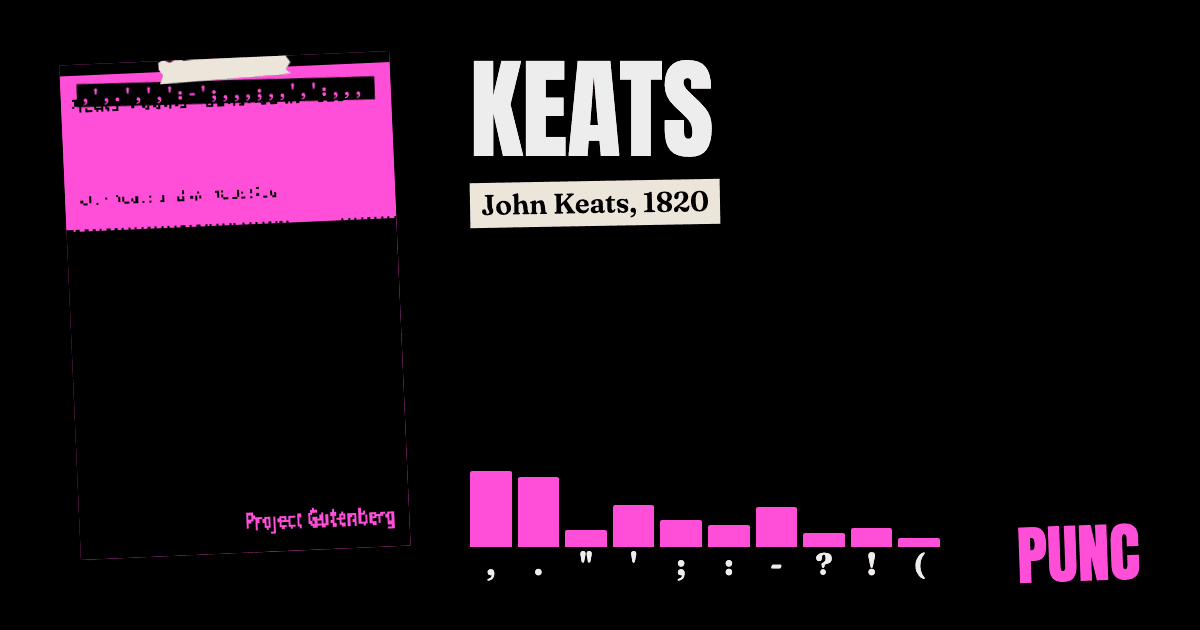 ,',.',',':-';,,,;,,',':,,,
Project Gutenberg
KEATS
John Keats, 1820
, . " ' ; : - ? ! (
PUNC